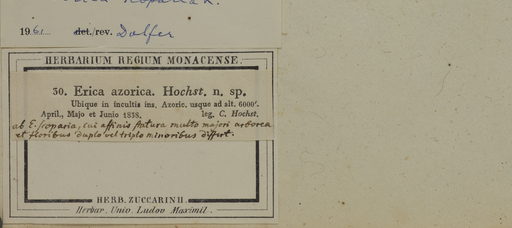 scoparia L.
1961 det./rev. Dolfer
HERBARIUM REGIUM MONACENSE.
30. Erica azorica. Hochst. n. sp.
Ubique in incultis ins. Azoric. usque ad alt. 6000'.
April., Majo et Junio 1838. leg. C. Hochst.
ab E. scoparia, cui affinis statura multo majori arborea
et floribus duplo vel triplo minoribus differt.
HERB. ZUCCARINII
Herbar. Univ. Ludov. Maximil.